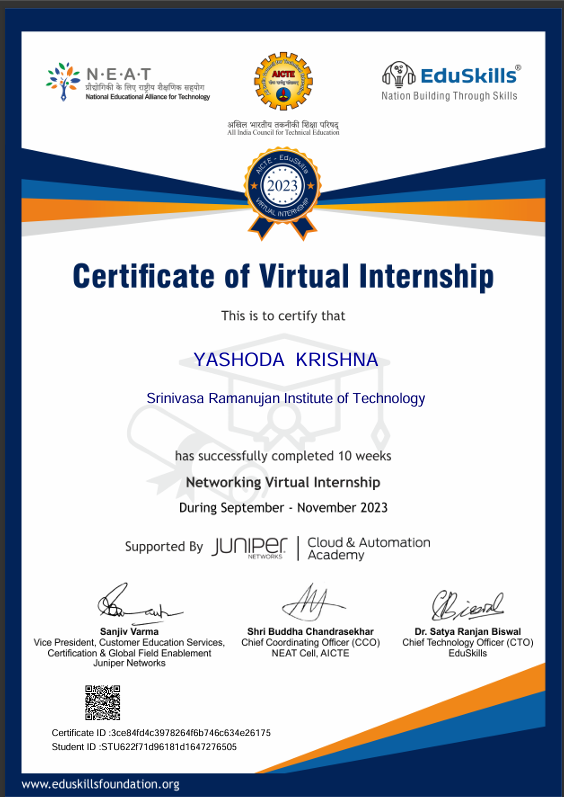 N·E·A·T
प्रौद्योगिकी के लिए राष्ट्रीय शैक्षणिक सहयोग
National Educational Alliance for Technology
AICTE
अखिल भारतीय तकनीकी शिक्षा परिषद्
All India Council for Technical Education
EduSkills®
Nation Building Through Skills
AICTE - EduSkills
2023
VIRTUAL INTERNSHIP
Certificate of Virtual Internship
This is to certify that
YASHODA KRISHNA
Srinivasa Ramanujan Institute of Technology
has successfully completed 10 weeks
Networking Virtual Internship
During September - November 2023
Supported By JUNIPER NETWORKS | Cloud & Automation Academy
Sanjiv Varma
Vice President, Customer Education Services,
Certification & Global Field Enablement
Juniper Networks
Shri Buddha Chandrasekhar
Chief Coordinating Officer (CCO)
NEAT Cell, AICTE
Dr. Satya Ranjan Biswal
Chief Technology Officer (CTO)
EduSkills
Certificate ID :3ce84fd4c3978264f6b746c634e26175
Student ID :STU622f71d96181d1647276505
www.eduskillsfoundation.org